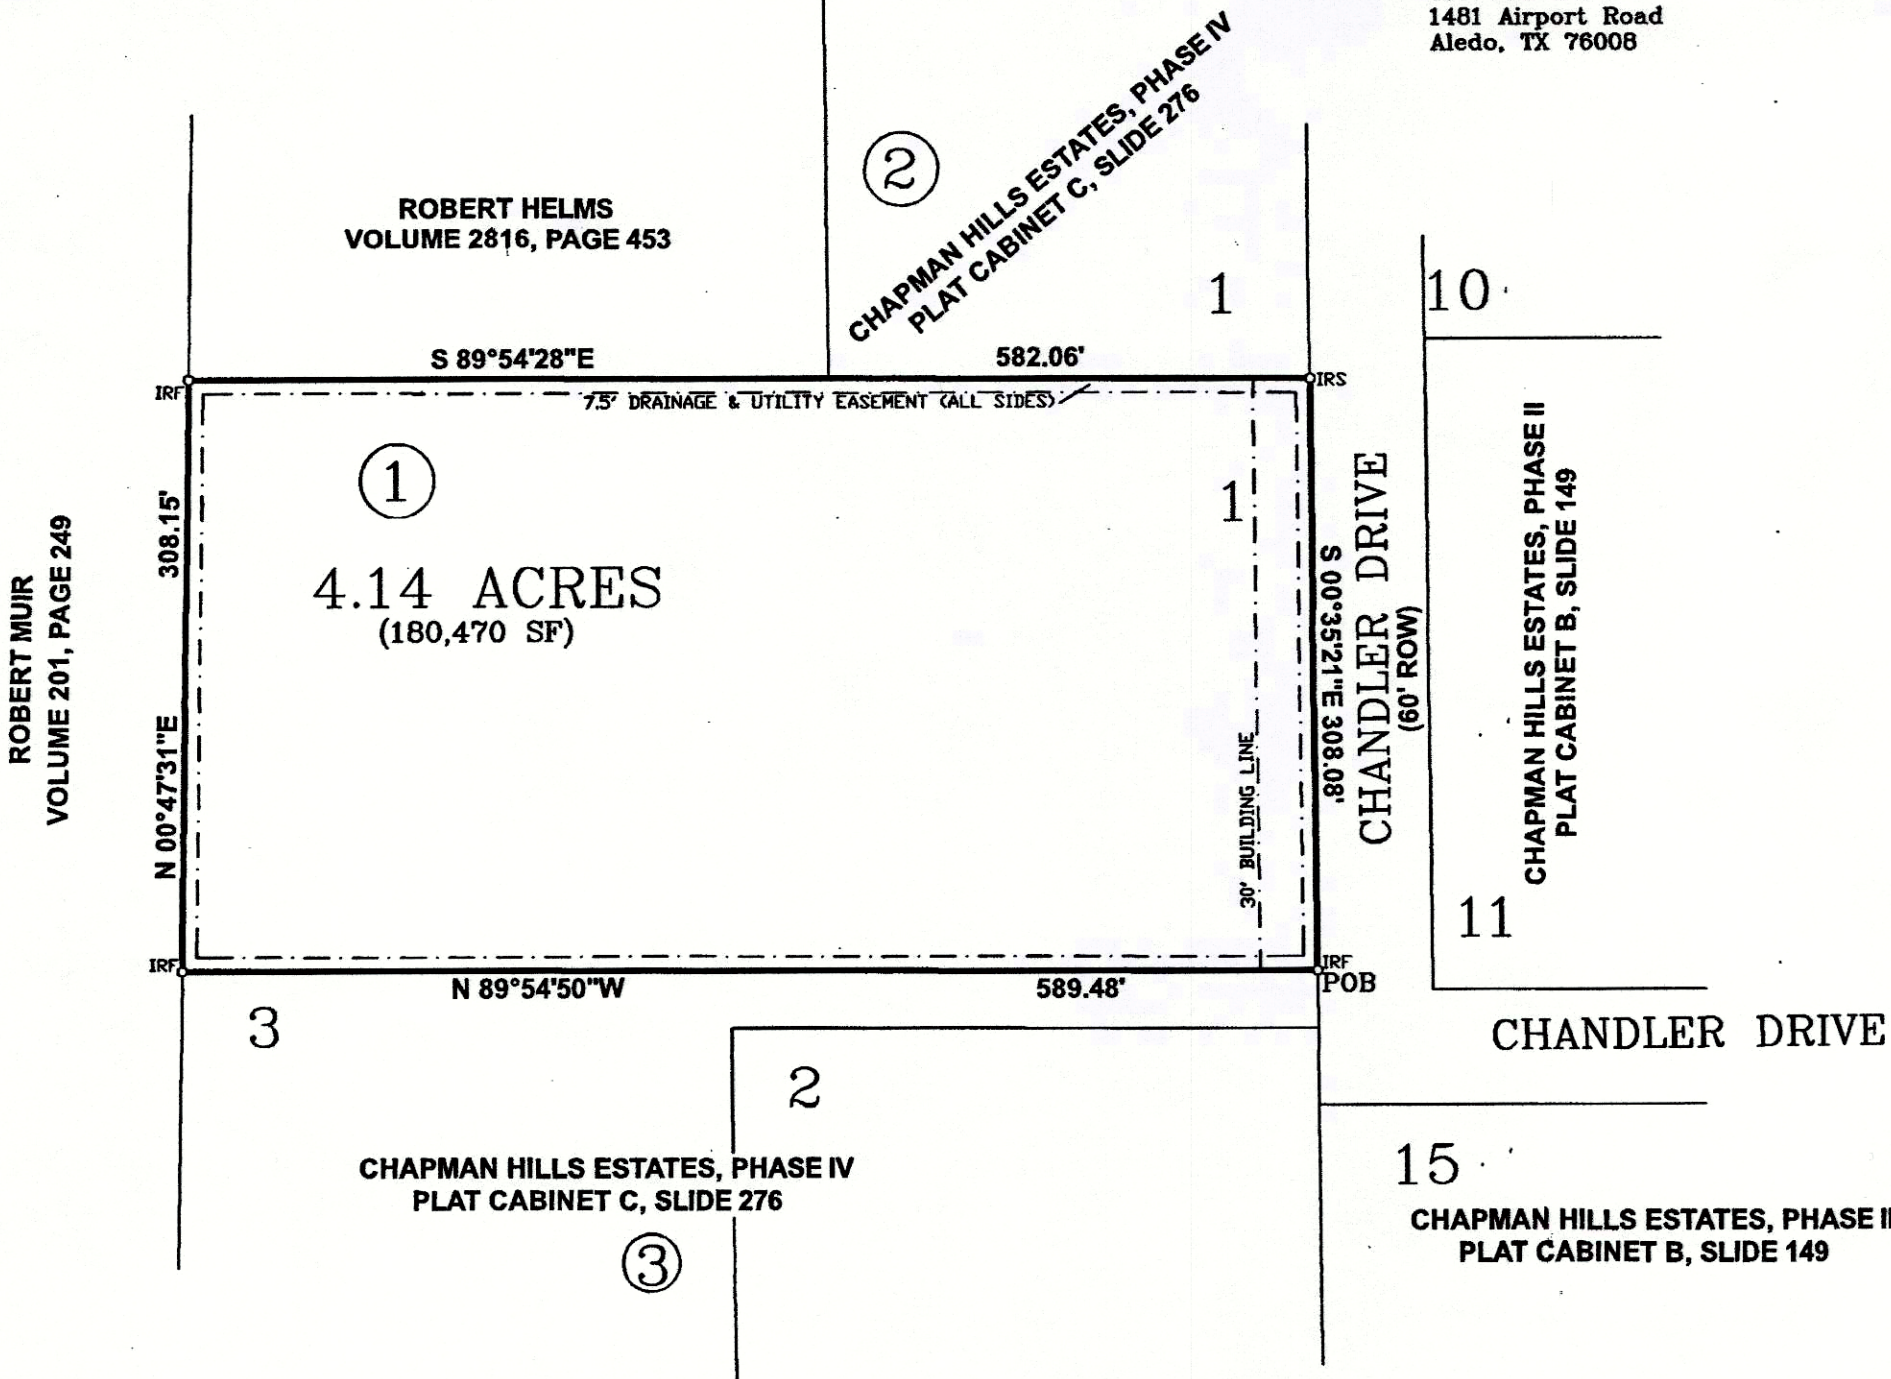 1481 Airport Road
Aledo, TX 76008
CHAPMAN HILLS ESTATES, PHASE IV
PLAT CABINET C, SLIDE 276
2
ROBERT HELMS
VOLUME 2816, PAGE 453
1
10
S 89°54'28"E
582.06'
IRF
IRS
7.5' DRAINAGE & UTILITY EASEMENT (ALL SIDES)
1
1
4.14 ACRES
(180,470 SF)
308.15'
N 00°47'31"E
ROBERT MUIR
VOLUME 201, PAGE 249
30' BUILDING LINE
S 00°35'21"E 308.08'
CHANDLER DRIVE
(60' ROW)
CHAPMAN HILLS ESTATES, PHASE II
PLAT CABINET B, SLIDE 149
11
IRF
IRF
POB
N 89°54'50"W
589.48'
3
CHANDLER DRIVE
2
CHAPMAN HILLS ESTATES, PHASE IV
PLAT CABINET C, SLIDE 276
3
15
CHAPMAN HILLS ESTATES, PHASE II
PLAT CABINET B, SLIDE 149